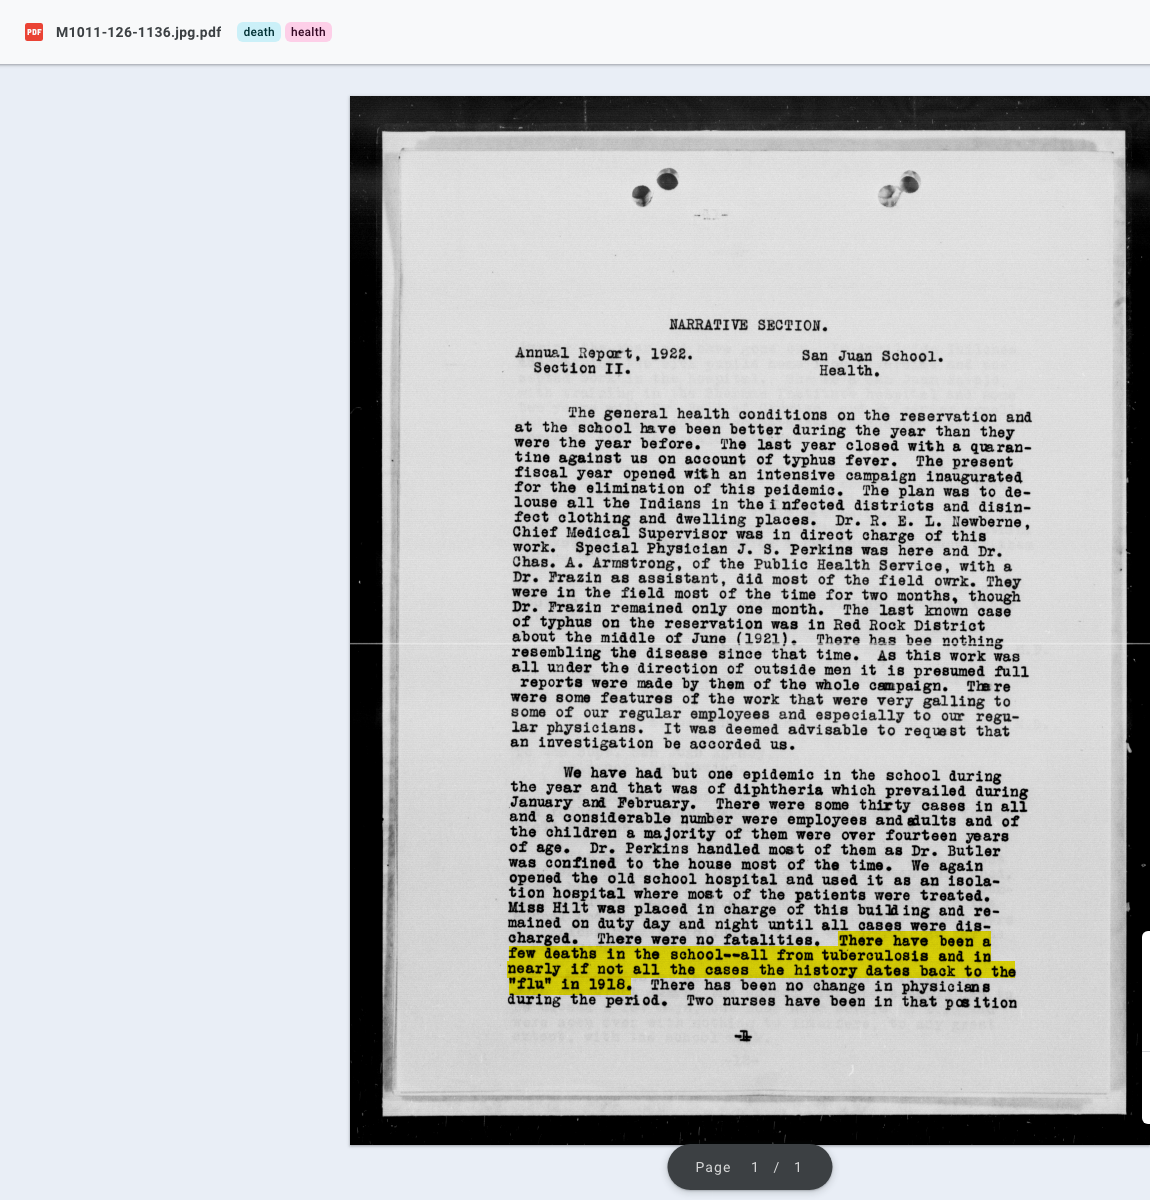 PDF M1011-126-1136.jpg.pdf death health
NARRATIVE SECTION.
Annual Report, 1922. San Juan School.
Section II. Health.
The general health conditions on the reservation and
at the school have been better during the year than they
were the year before. The last year closed with a quaran-
tine against us on account of typhus fever. The present
fiscal year opened with an intensive campaign inaugurated
for the elimination of this peidemic. The plan was to de-
louse all the Indians in the infected districts and disin-
fect clothing and dwelling places. Dr. R. E. L. Newberne,
Chief Medical Supervisor was in direct charge of this
work. Special Physician J. S. Perkins was here and Dr.
Chas. A. Armstrong, of the Public Health Service, with a
Dr. Frazin as assistant, did most of the field owrk. They
were in the field most of the time for two months, though
Dr. Frazin remained only one month. The last known case
of typhus on the reservation was in Red Rock District
about the middle of June (1921). There has bee nothing
resembling the disease since that time. As this work was
all under the direction of outside men it is presumed full
reports were made by them of the whole campaign. There
were some features of the work that were very galling to
some of our regular employees and especially to our regu-
lar physicians. It was deemed advisable to request that
an investigation be accorded us.
We have had but one epidemic in the school during
the year and that was of diphtheria which prevailed during
January and February. There were some thirty cases in all
and a considerable number were employees and adults and of
the children a majority of them were over fourteen years
of age. Dr. Perkins handled most of them as Dr. Butler
was confined to the house most of the time. We again
opened the old school hospital and used it as an isola-
tion hospital where most of the patients were treated.
Miss Hilt was placed in charge of this building and re-
mained on duty day and night until all cases were dis-
charged. There were no fatalities. There have been a
few deaths in the school--all from tuberculosis and in
nearly if not all the cases the history dates back to the
"flu" in 1918. There has been no change in physicians
during the period. Two nurses have been in that position
Page 1 / 1